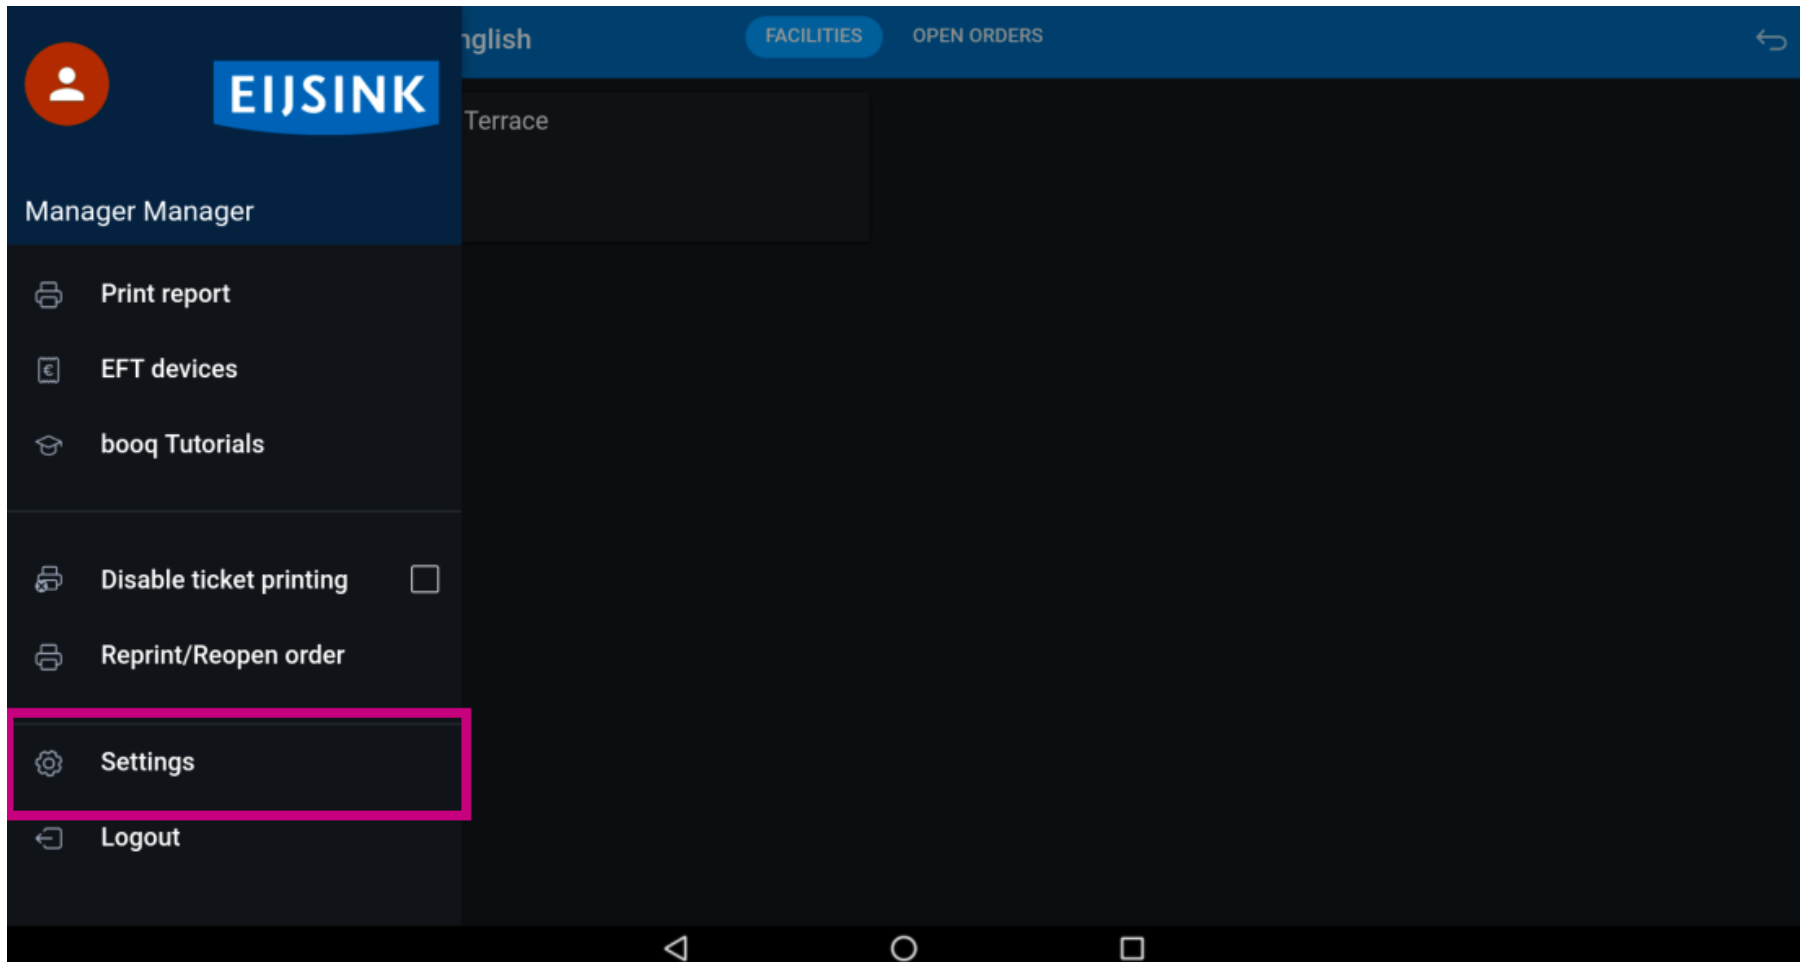 nglish
FACILITIES
OPEN ORDERS
EIJSINK
Terrace
Manager Manager
Print report
EFT devices
booq Tutorials
Disable ticket printing
Reprint/Reopen order
Settings
Logout